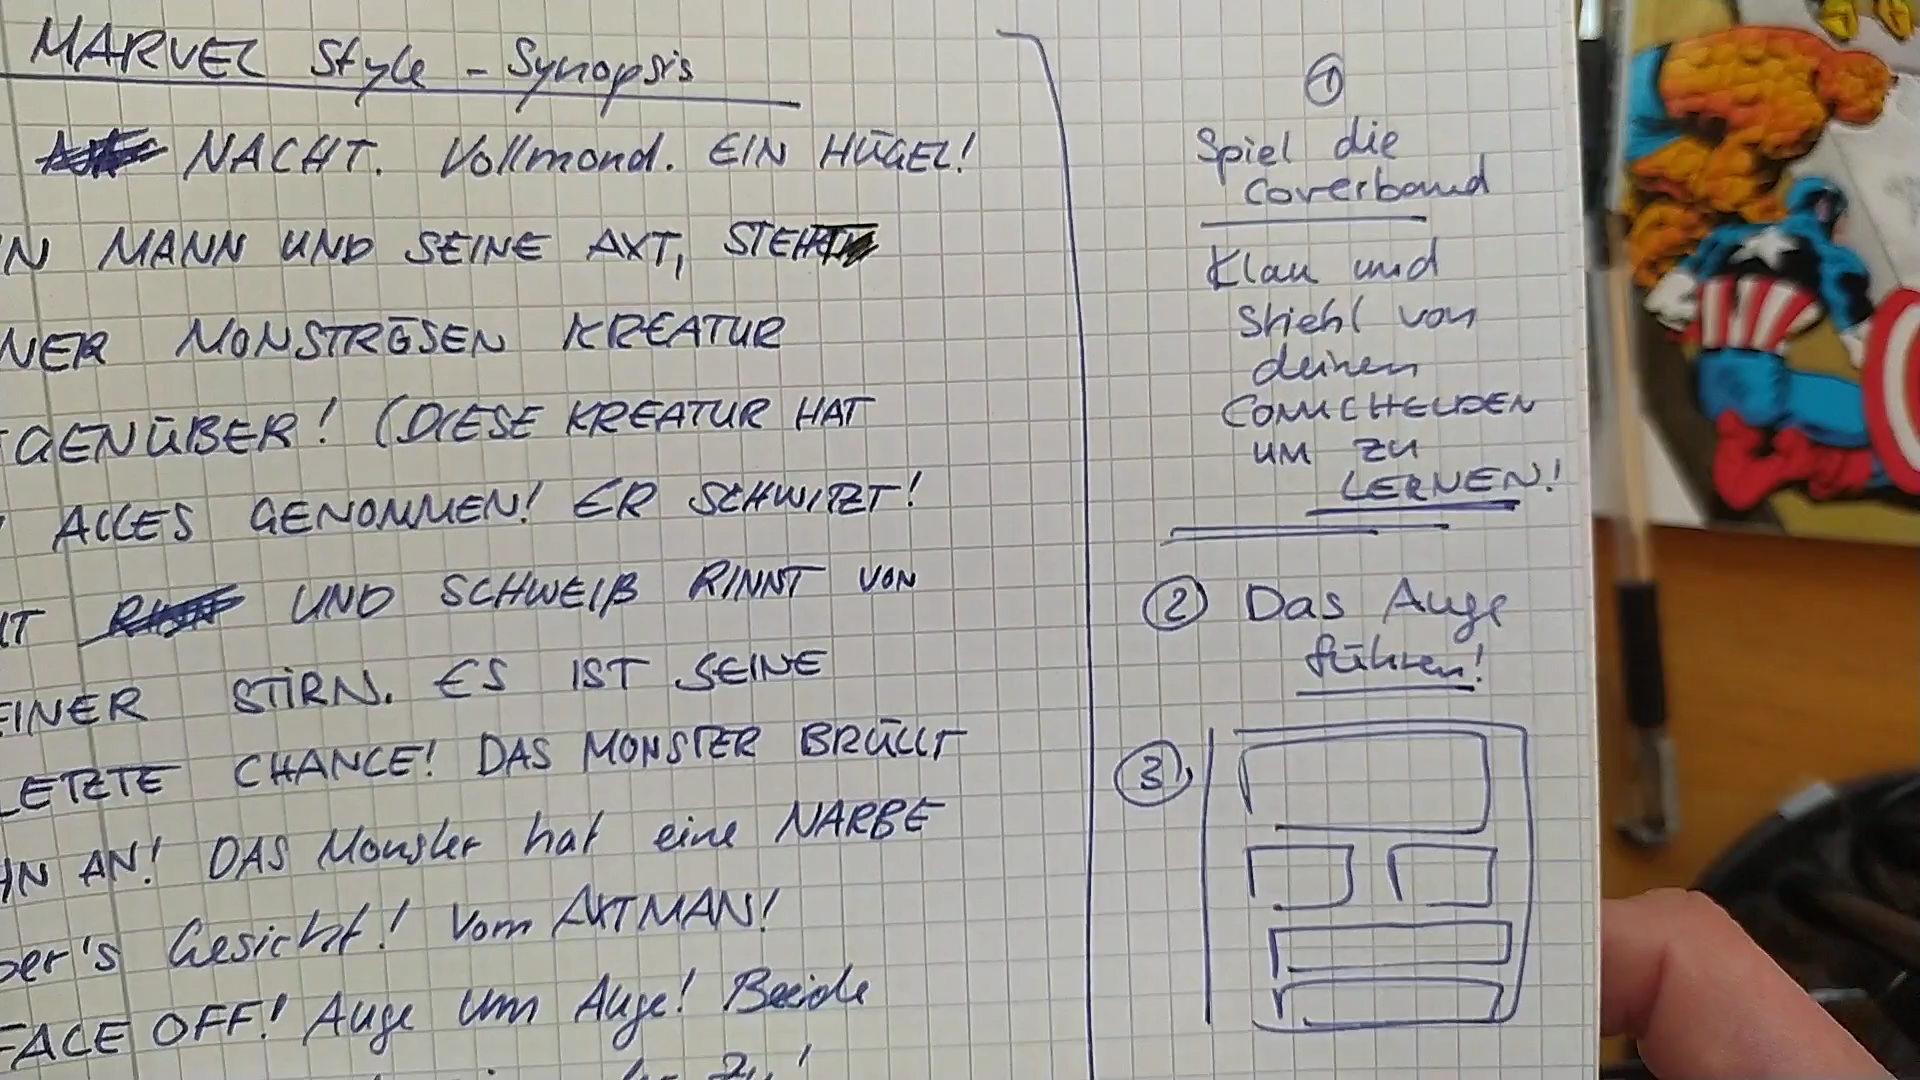 MARVEL Style - Synopsis
NACHT. Vollmond. EIN HÜGEL!
N MANN UND SEINE AXT, STEHT
NER MONSTRÖSEN KREATUR
GENÜBER! (DIESE KREATUR HAT
ALLES GENOMMEN! ER SCHWITZT!
IT UND SCHWEIß RINNT VON
EINER STIRN. ES IST SEINE
LETZTE CHANCE! DAS MONSTER BRÜLLT
HN AN! DAS Monster hat eine NARBE
ber's Gesicht! Vom AXTMAN!
FACE OFF! Auge um Auge! Beide
①
Spiel die
Coverband
Klau und
Stiehl von
deinen
COMICHELDEN
UM ZU
LERNEN!
② Das Auge
führen!
③